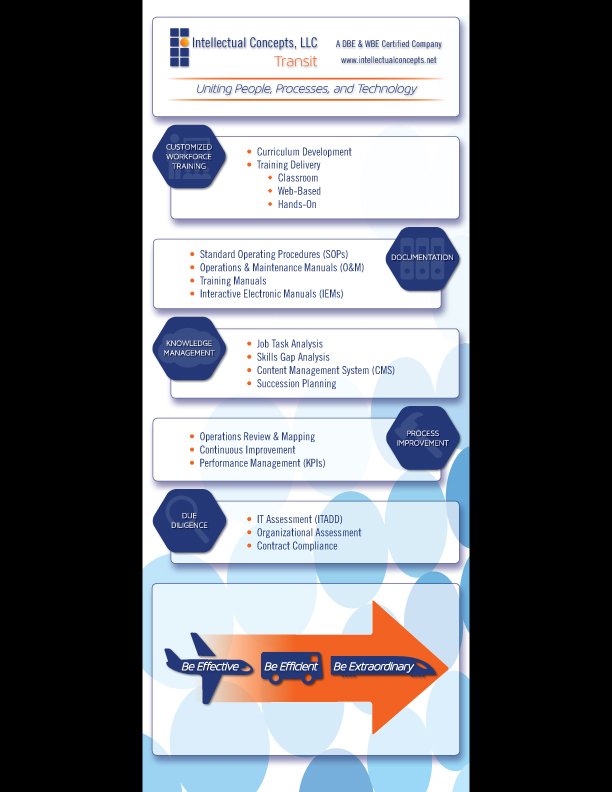 Intellectual Concepts, LLC
Transit
A DBE & WBE Certified Company
www.intellectualconcepts.net
Uniting People, Processes, and Technology
CUSTOMIZED
WORKFORCE
TRAINING
• Curriculum Development
• Training Delivery
◆ Classroom
◆ Web-Based
◆ Hands-On
• Standard Operating Procedures (SOPs)
• Operations & Maintenance Manuals (O&M)
• Training Manuals
• Interactive Electronic Manuals (IEMs)
DOCUMENTATION
KNOWLEDGE
MANAGEMENT
• Job Task Analysis
• Skills Gap Analysis
• Content Management System (CMS)
• Succession Planning
• Operations Review & Mapping
• Continuous Improvement
• Performance Management (KPIs)
PROCESS
IMPROVEMENT
DUE
DILIGENCE
• IT Assessment (ITADD)
• Organizational Assessment
• Contract Compliance
Be Effective
Be Efficient
Be Extraordinary